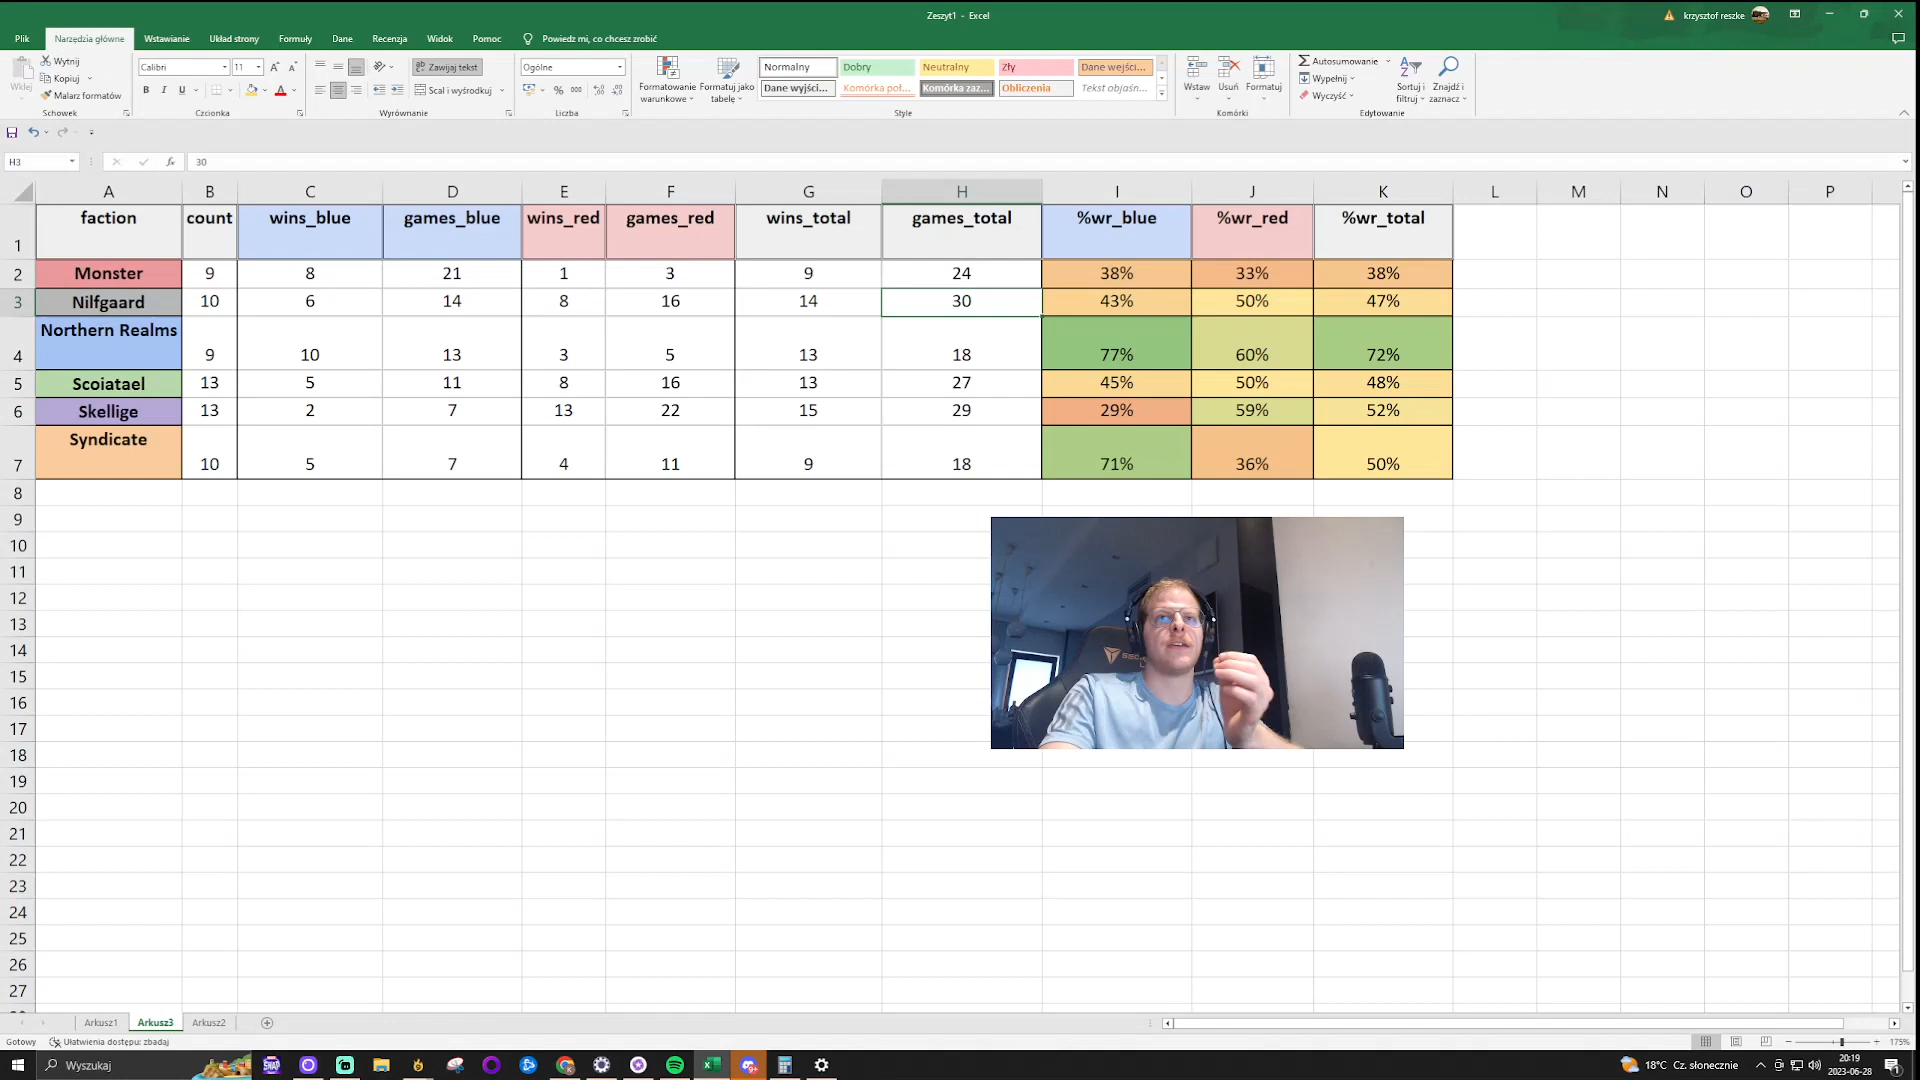 Zeszyt1 - Excel
krzysztof reszke
Plik Narzędzia główne Wstawianie Układ strony Formuły Dane Recenzja Widok Pomoc Powiedz mi, co chcesz zrobić
Wklej
Wytnij
Kopiuj
Malarz formatów
Schowek
Calibri 11
B I U
Czcionka
Zawijaj tekst
Scal i wyśrodkuj
Wyrównanie
Ogólne
% 000
Liczba
Formatowanie warunkowe
Formatuj jako tabelę
Normalny Dobry Neutralny Zły Dane wejści...
Dane wyjści... Komórka poł... Komórka zaz... Obliczenia Tekst objaśn...
Style
Wstaw Usuń Formatuj
Komórki
Autosumowanie
Wypełnij
Wyczyść
Sortuj i filtruj
Znajdź i zaznacz
Edytowanie
H3 fx 30
A B C D E F G H I J K L M N O P
1 faction count wins_blue games_blue wins_red games_red wins_total games_total %wr_blue %wr_red %wr_total
2 Monster 9 8 21 1 3 9 24 38% 33% 38%
3 Nilfgaard 10 6 14 8 16 14 30 43% 50% 47%
4 Northern Realms 9 10 13 3 5 13 18 77% 60% 72%
5 Scoiatael 13 5 11 8 16 13 27 45% 50% 48%
6 Skellige 13 2 7 13 22 15 29 29% 59% 52%
7 Syndicate 10 5 7 4 11 9 18 71% 36% 50%
8
9
10
11
12
13
14
15
16
17
18
19
20
21
22
23
24
25
26
27
Arkusz1 Arkusz3 Arkusz2
Gotowy Ułatwienia dostępu: zbadaj
175%
Wyszukaj
18°C Cz. słonecznie
20:19
2023-06-28